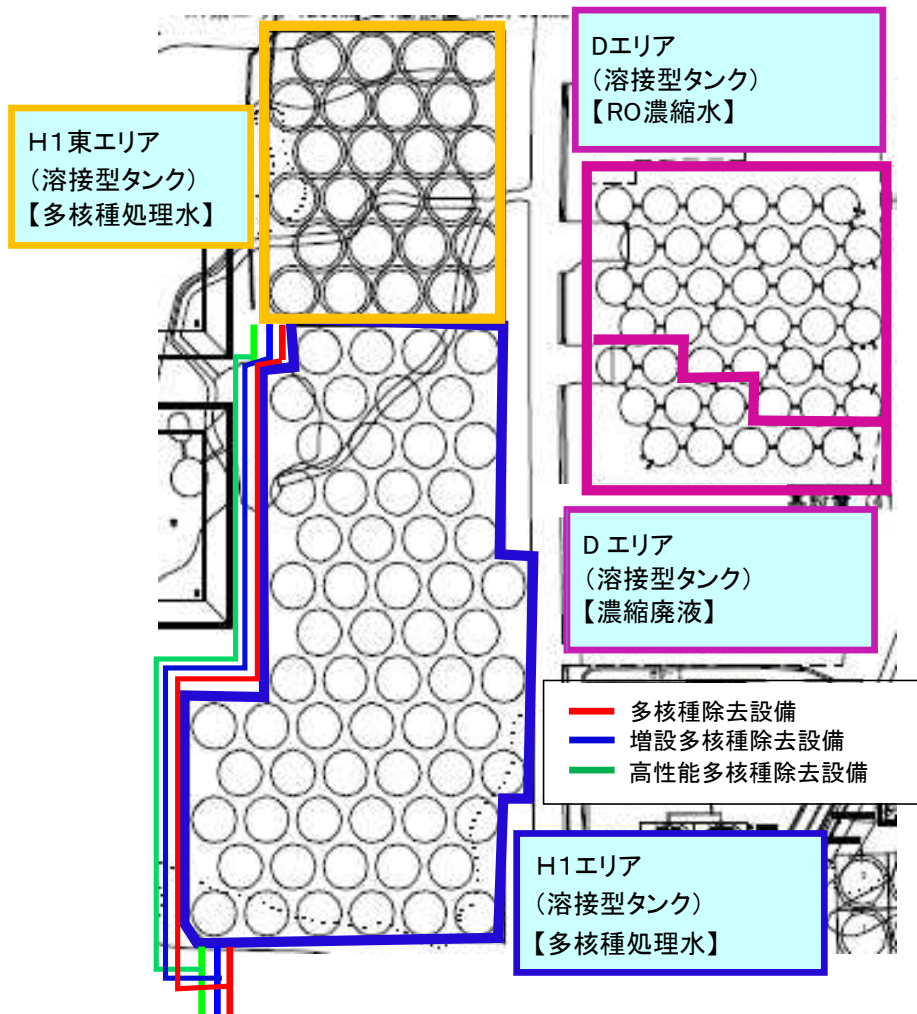 Dエリア
（溶接型タンク）
【RO濃縮水】
H1東エリア
（溶接型タンク）
【多核種処理水】
D エリア
（溶接型タンク）
【濃縮廃液】
多核種除去設備
増設多核種除去設備
高性能多核種除去設備
H1エリア
（溶接型タンク）
【多核種処理水】